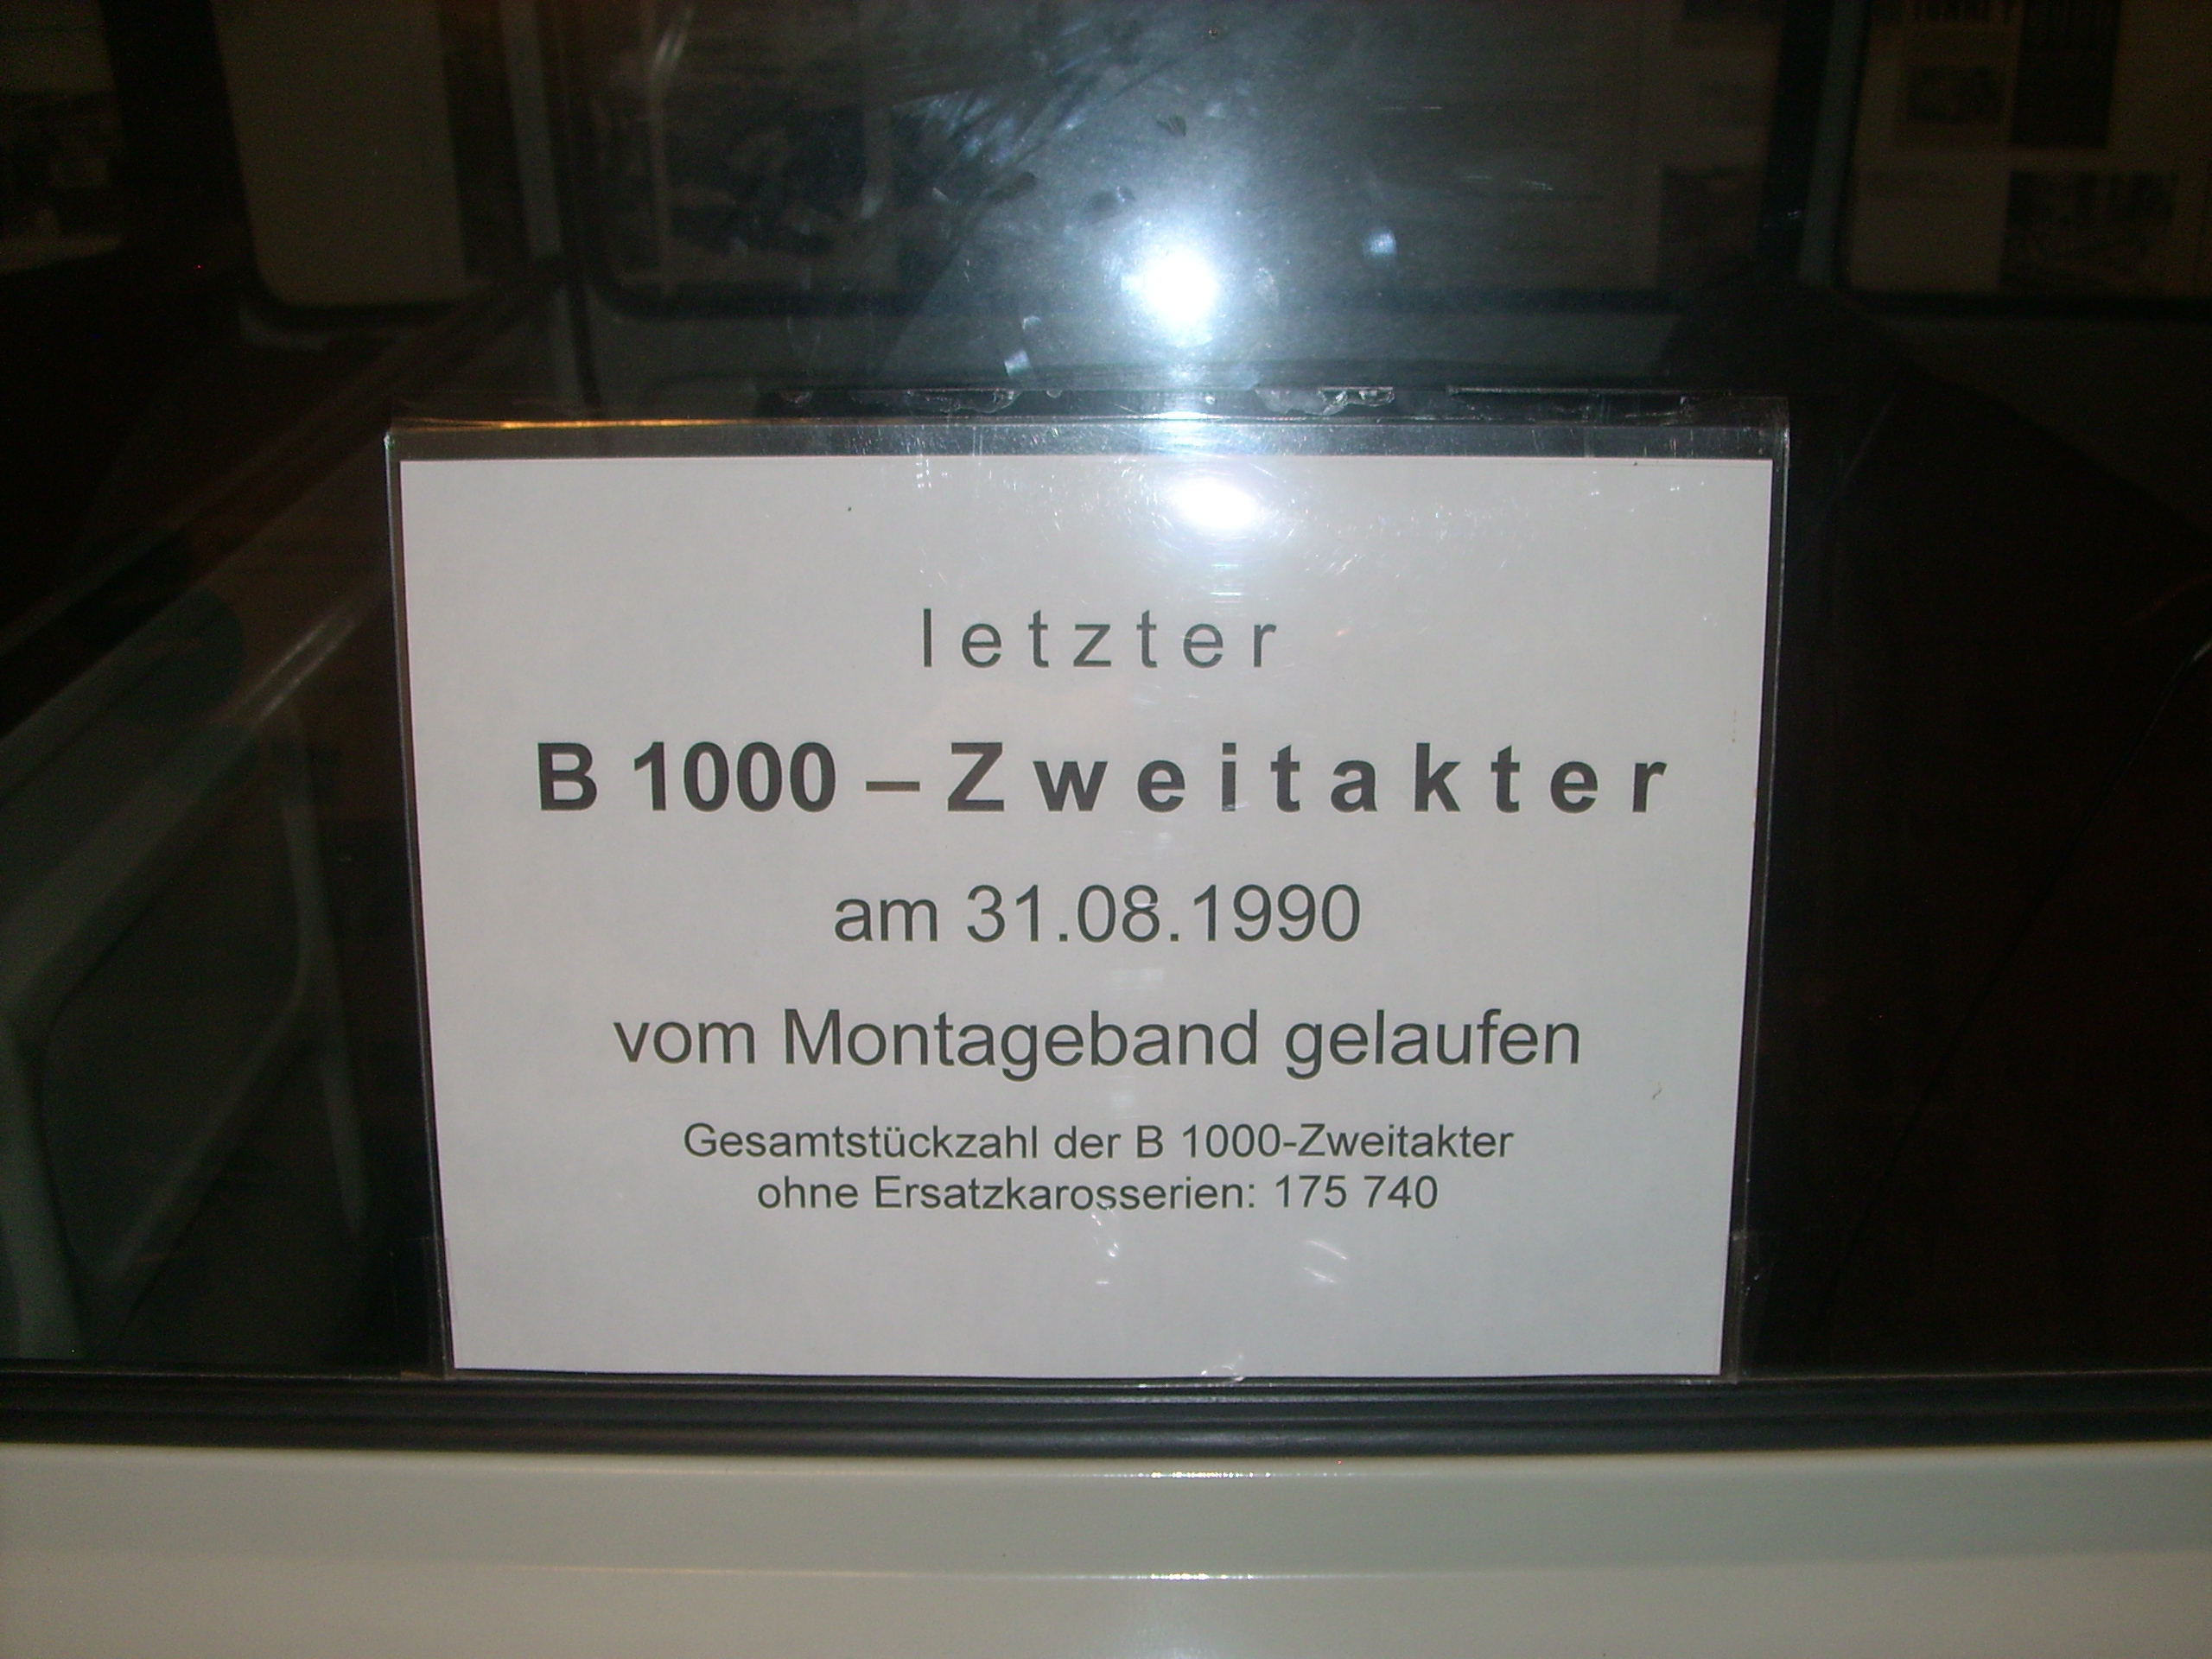 letzter
B 1000 – Zweitakter
am 31.08.1990
vom Montageband gelaufen
Gesamtstückzahl der B 1000-Zweitakter
ohne Ersatzkarosserien: 175 740